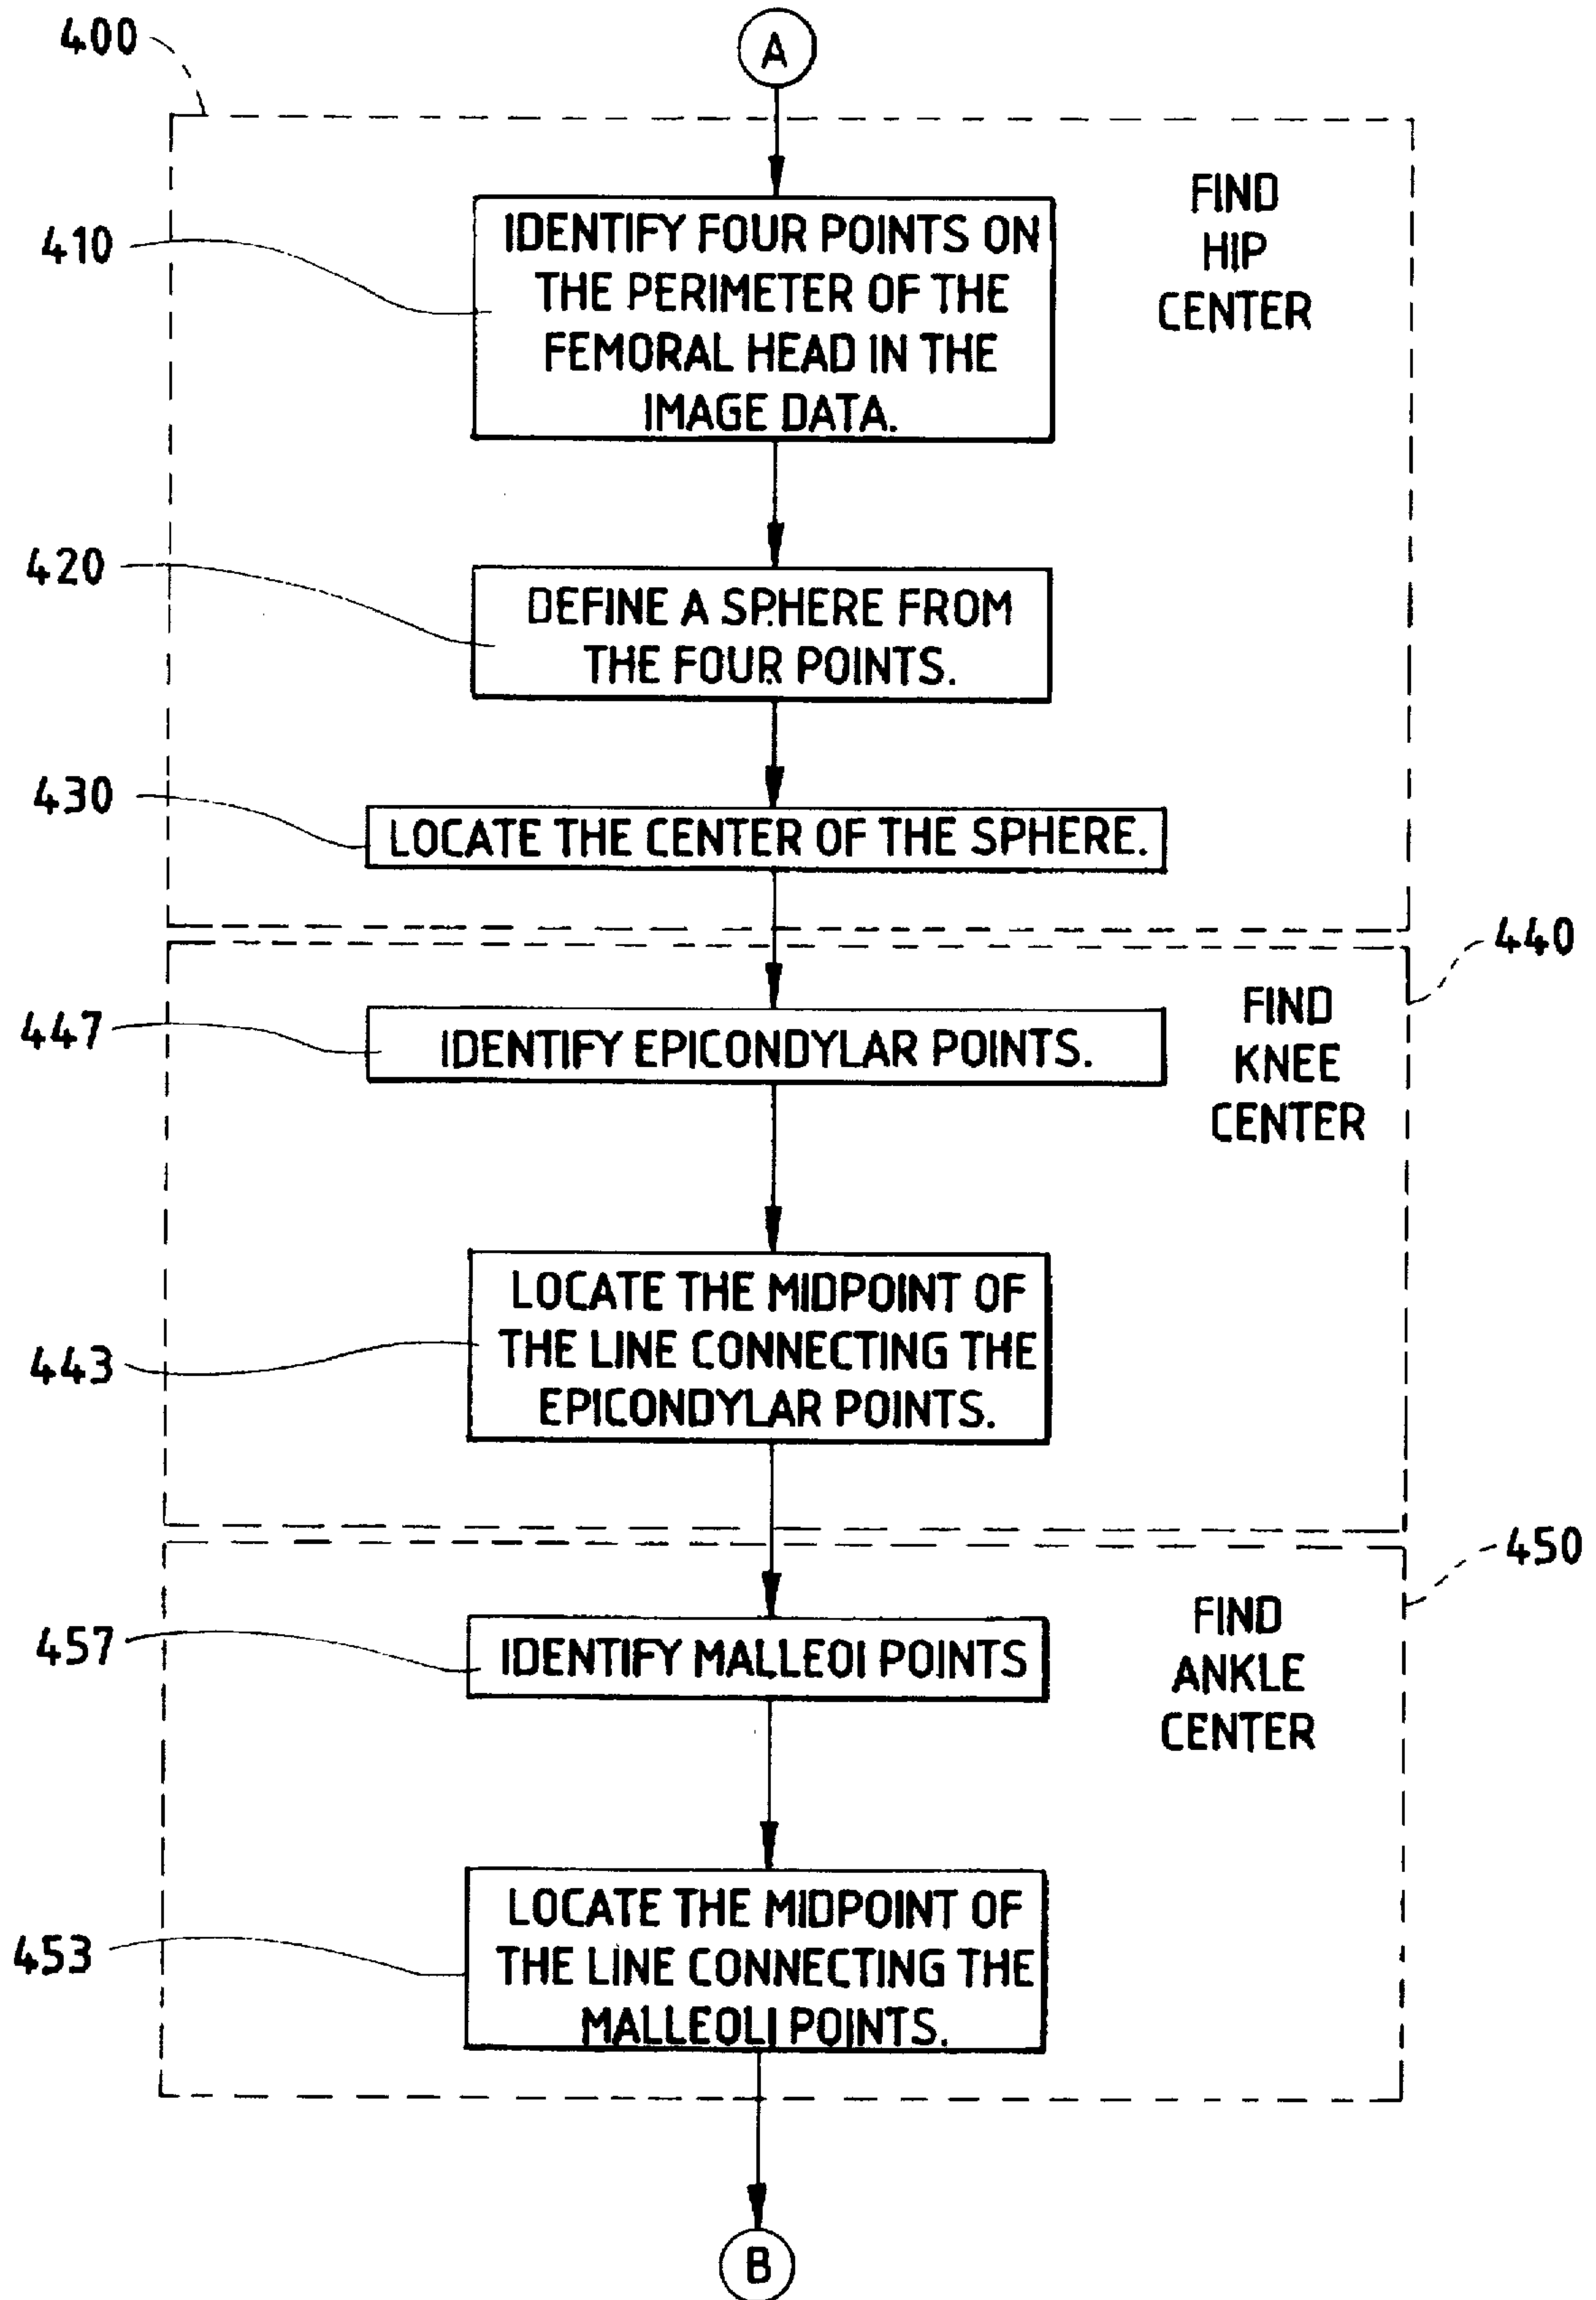 400
A
FIND
HIP
CENTER
410
IDENTIFY FOUR POINTS ON
THE PERIMETER OF THE
FEMORAL HEAD IN THE
IMAGE DATA.
420
DEFINE A SPHERE FROM
THE FOUR POINTS.
430
LOCATE THE CENTER OF THE SPHERE.
440
FIND
KNEE
CENTER
447
IDENTIFY EPICONDYLAR POINTS.
443
LOCATE THE MIDPOINT OF
THE LINE CONNECTING THE
EPICONDYLAR POINTS.
450
FIND
ANKLE
CENTER
457
IDENTIFY MALLEOI POINTS
453
LOCATE THE MIDPOINT OF
THE LINE CONNECTING THE
MALLEOLI POINTS.
B